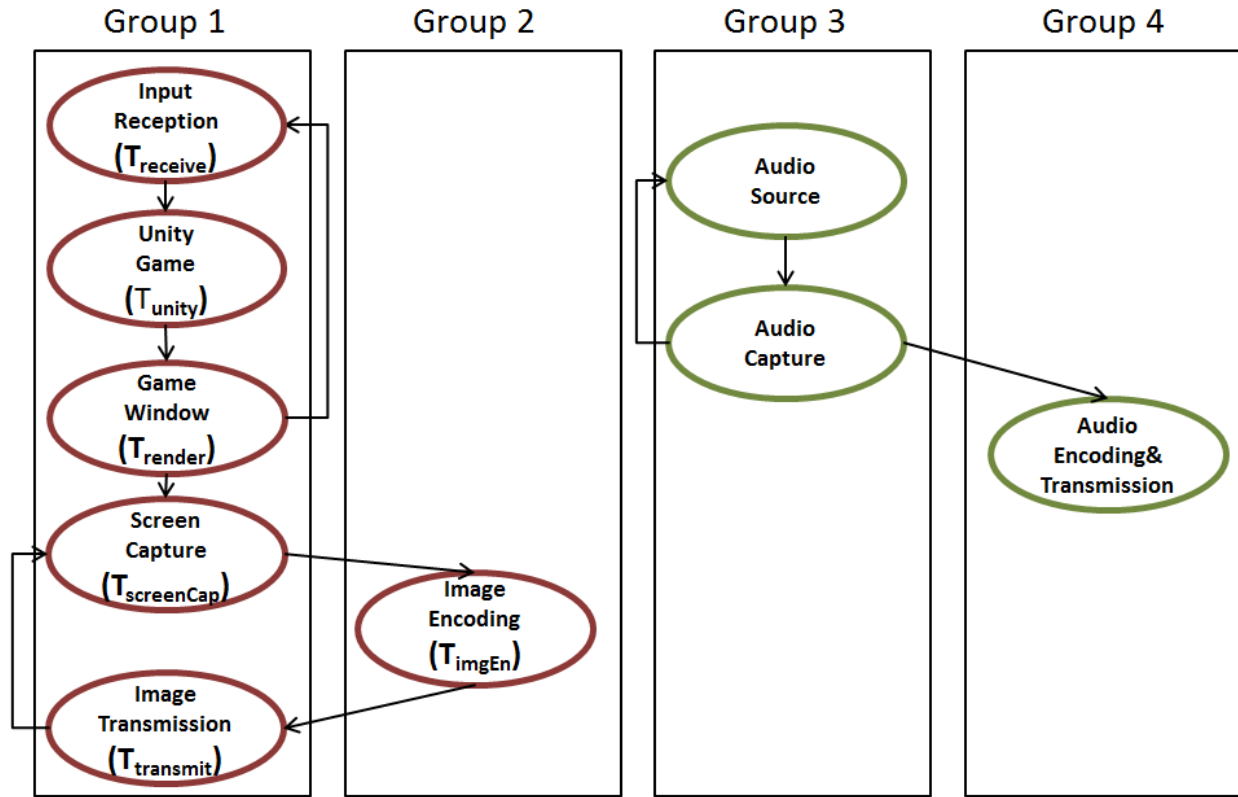 Group 1
Group 2
Group 3
Group 4
Input
Reception
(Treceive)
Unity
Game
(Tunity)
Game
Window
(Trender)
Screen
Capture
(TscreenCap)
Image
Transmission
(Ttransmit)
Image
Encoding
(TimgEn)
Audio
Source
Audio
Capture
Audio
Encoding&
Transmission